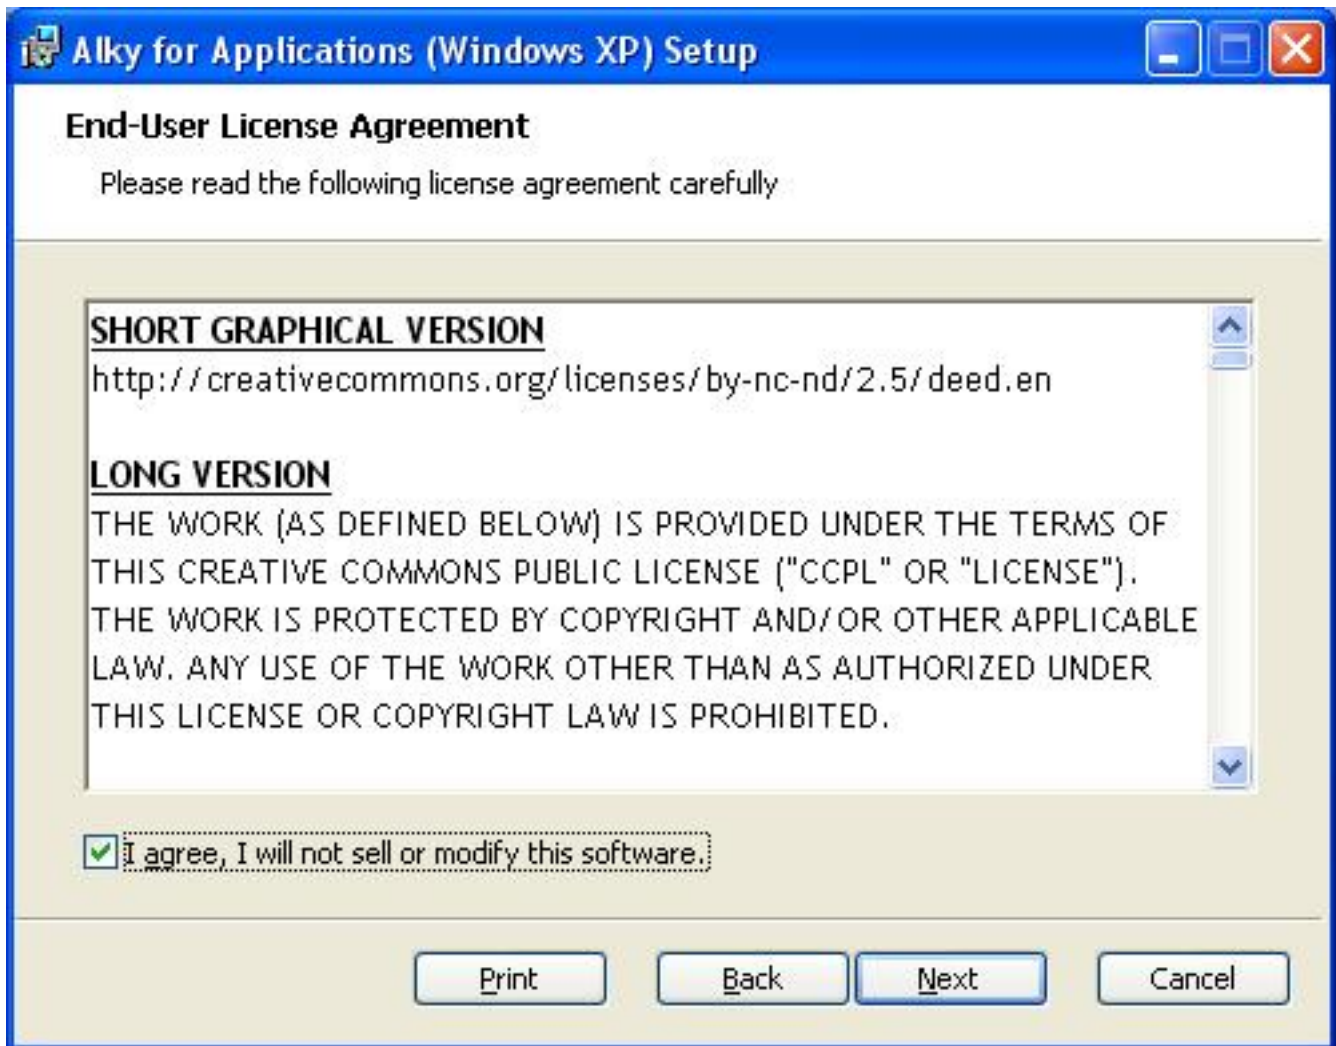 Alky for Applications (Windows XP) Setup
End-User License Agreement
Please read the following license agreement carefully
SHORT GRAPHICAL VERSION
http://creativecommons.org/licenses/by-nc-nd/2.5/deed.en
LONG VERSION
THE WORK (AS DEFINED BELOW) IS PROVIDED UNDER THE TERMS OF
THIS CREATIVE COMMONS PUBLIC LICENSE ("CCPL" OR "LICENSE").
THE WORK IS PROTECTED BY COPYRIGHT AND/OR OTHER APPLICABLE
LAW. ANY USE OF THE WORK OTHER THAN AS AUTHORIZED UNDER
THIS LICENSE OR COPYRIGHT LAW IS PROHIBITED.
I agree, I will not sell or modify this software.
Print Back Next Cancel